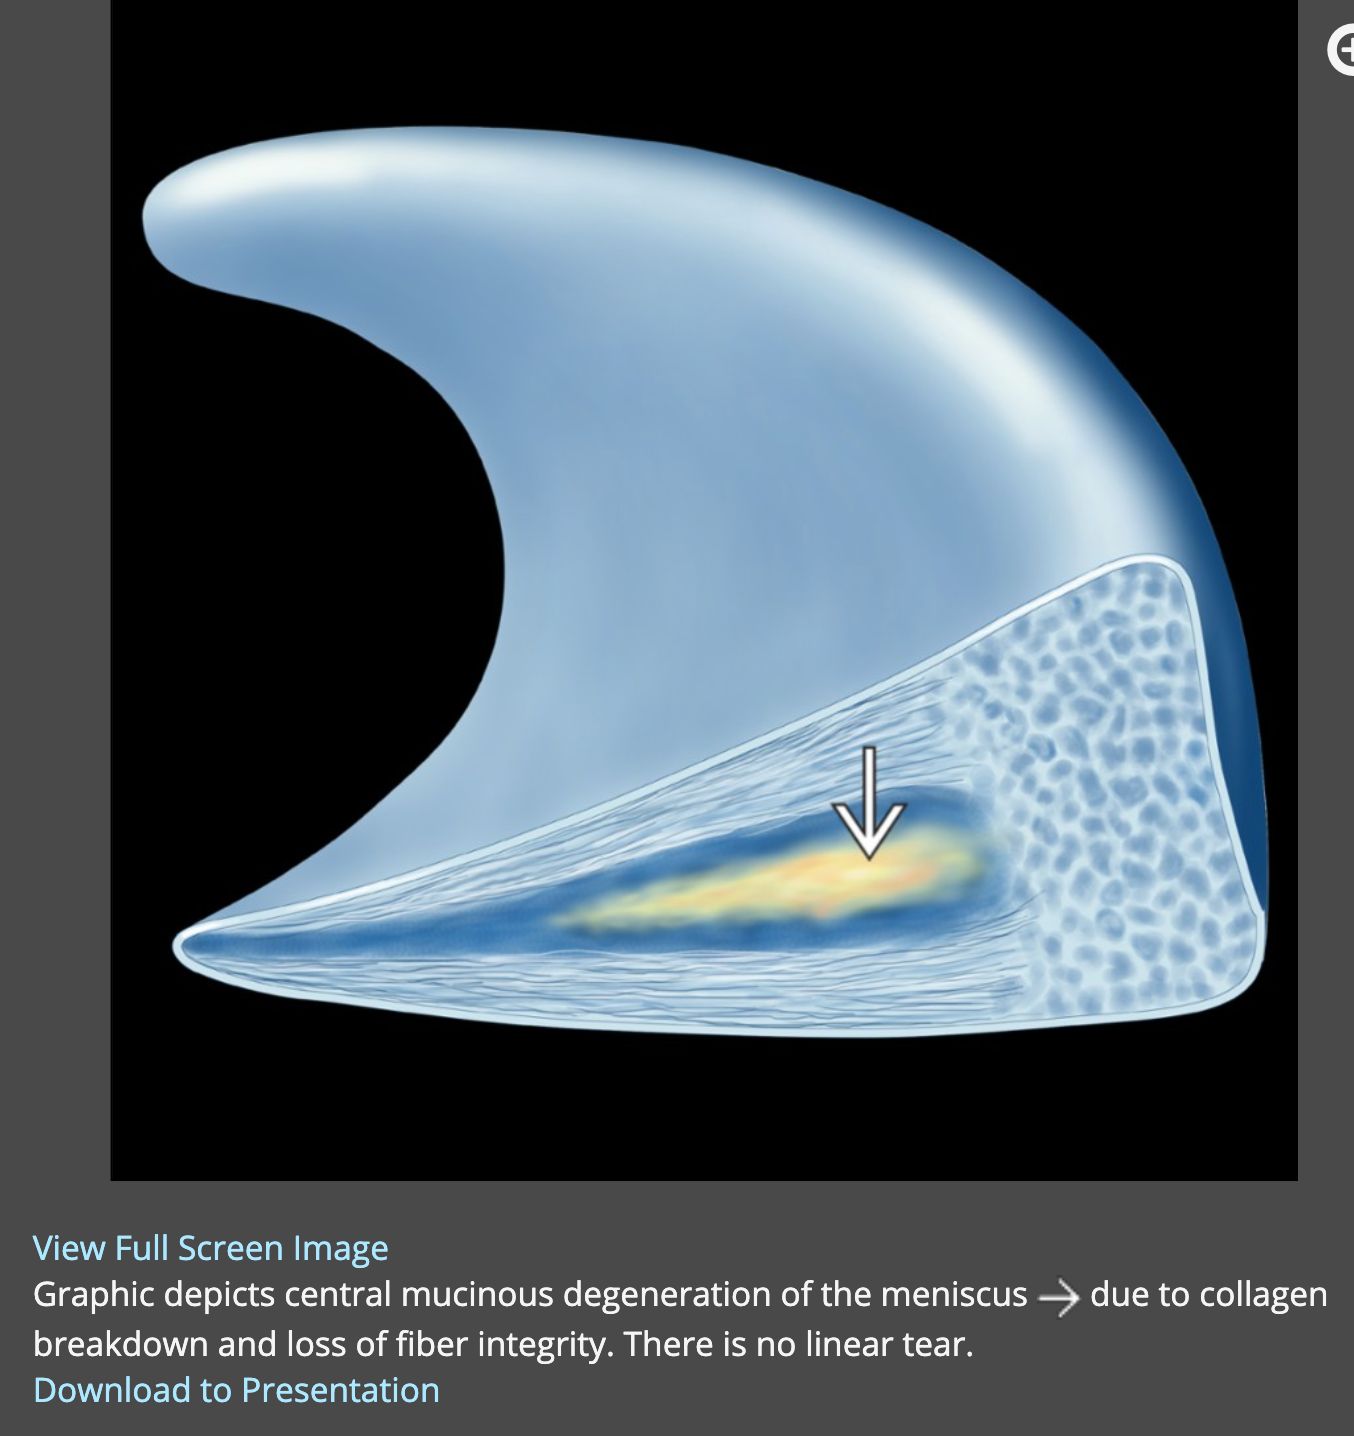 View Full Screen Image
Graphic depicts central mucinous degeneration of the meniscus → due to collagen
breakdown and loss of fiber integrity. There is no linear tear.
Download to Presentation